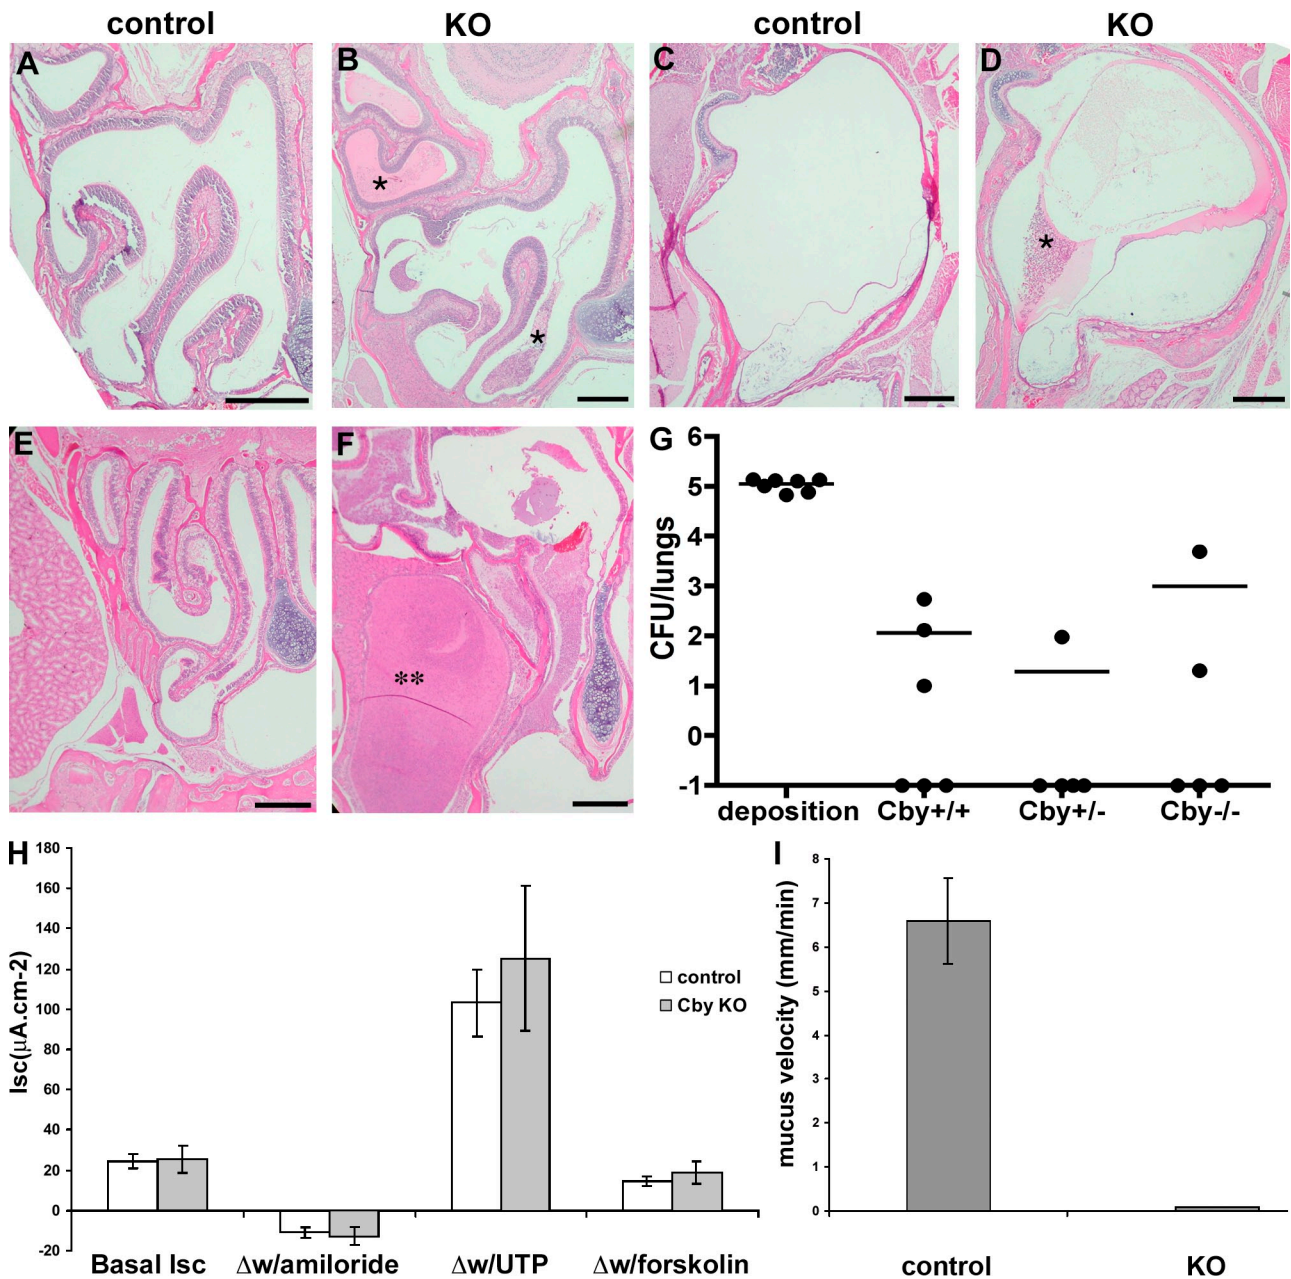 control KO control KO
A B C D
* * *
E F G
**
6
5
4
3
2
1
0
-1
CFU/lungs
deposition Cby+/+ Cby+/- Cby-/-
H
180
160
140
120
100
80
60
40
20
0
-20
Isc(μA.cm-2)
control
Cby KO
Basal Isc Δw/amiloride Δw/UTP Δw/forskolin
I
8
7
6
5
4
3
2
1
0
mucus velocity (mm/min)
control KO